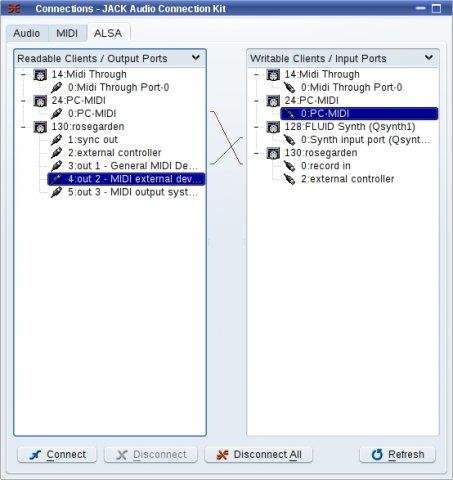 Connections - JACK Audio Connection Kit
Audio MIDI ALSA
Readable Clients / Output Ports
14:Midi Through
0:Midi Through Port-0
24:PC-MIDI
0:PC-MIDI
130:rosegarden
1:sync out
2:external controller
3:out 1 - General MIDI De...
4:out 2 - MIDI external dev...
5:out 3 - MIDI output syst...
Writable Clients / Input Ports
14:Midi Through
0:Midi Through Port-0
24:PC-MIDI
0:PC-MIDI
128:FLUID Synth (Qsynth1)
0:Synth input port (Qsynt...
130:rosegarden
0:record in
2:external controller
Connect Disconnect Disconnect All Refresh